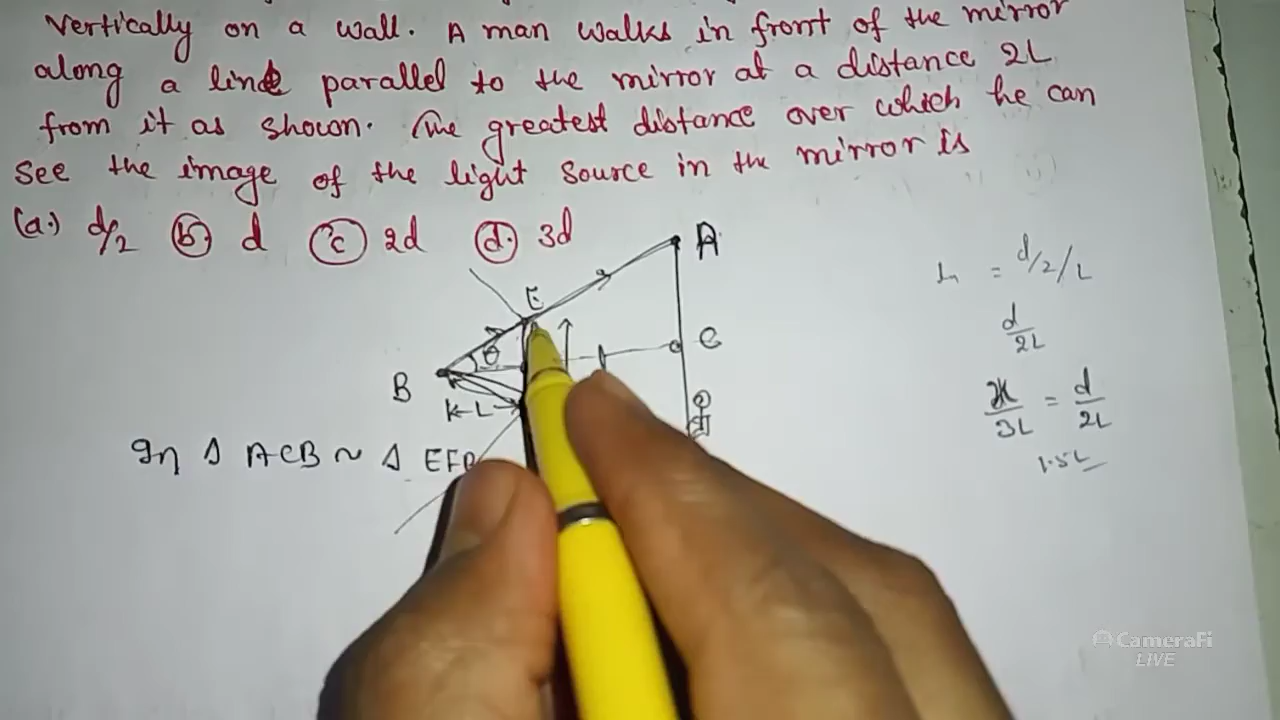 vertically on a wall. A man walks in front of the mirror
along a line parallel to the mirror at a distance 2L
from it as shown. The greatest distance over which he can
see the image of the light source in the mirror is
(a.) d/2 (b.) d (c) 2d (d.) 3d
A
E
= d/2/L
θ
C
d/2L
B
x/3L = d/2L
K-L→
In Δ ACB ~ Δ EFB
1.5L
CameraFi
LIVE